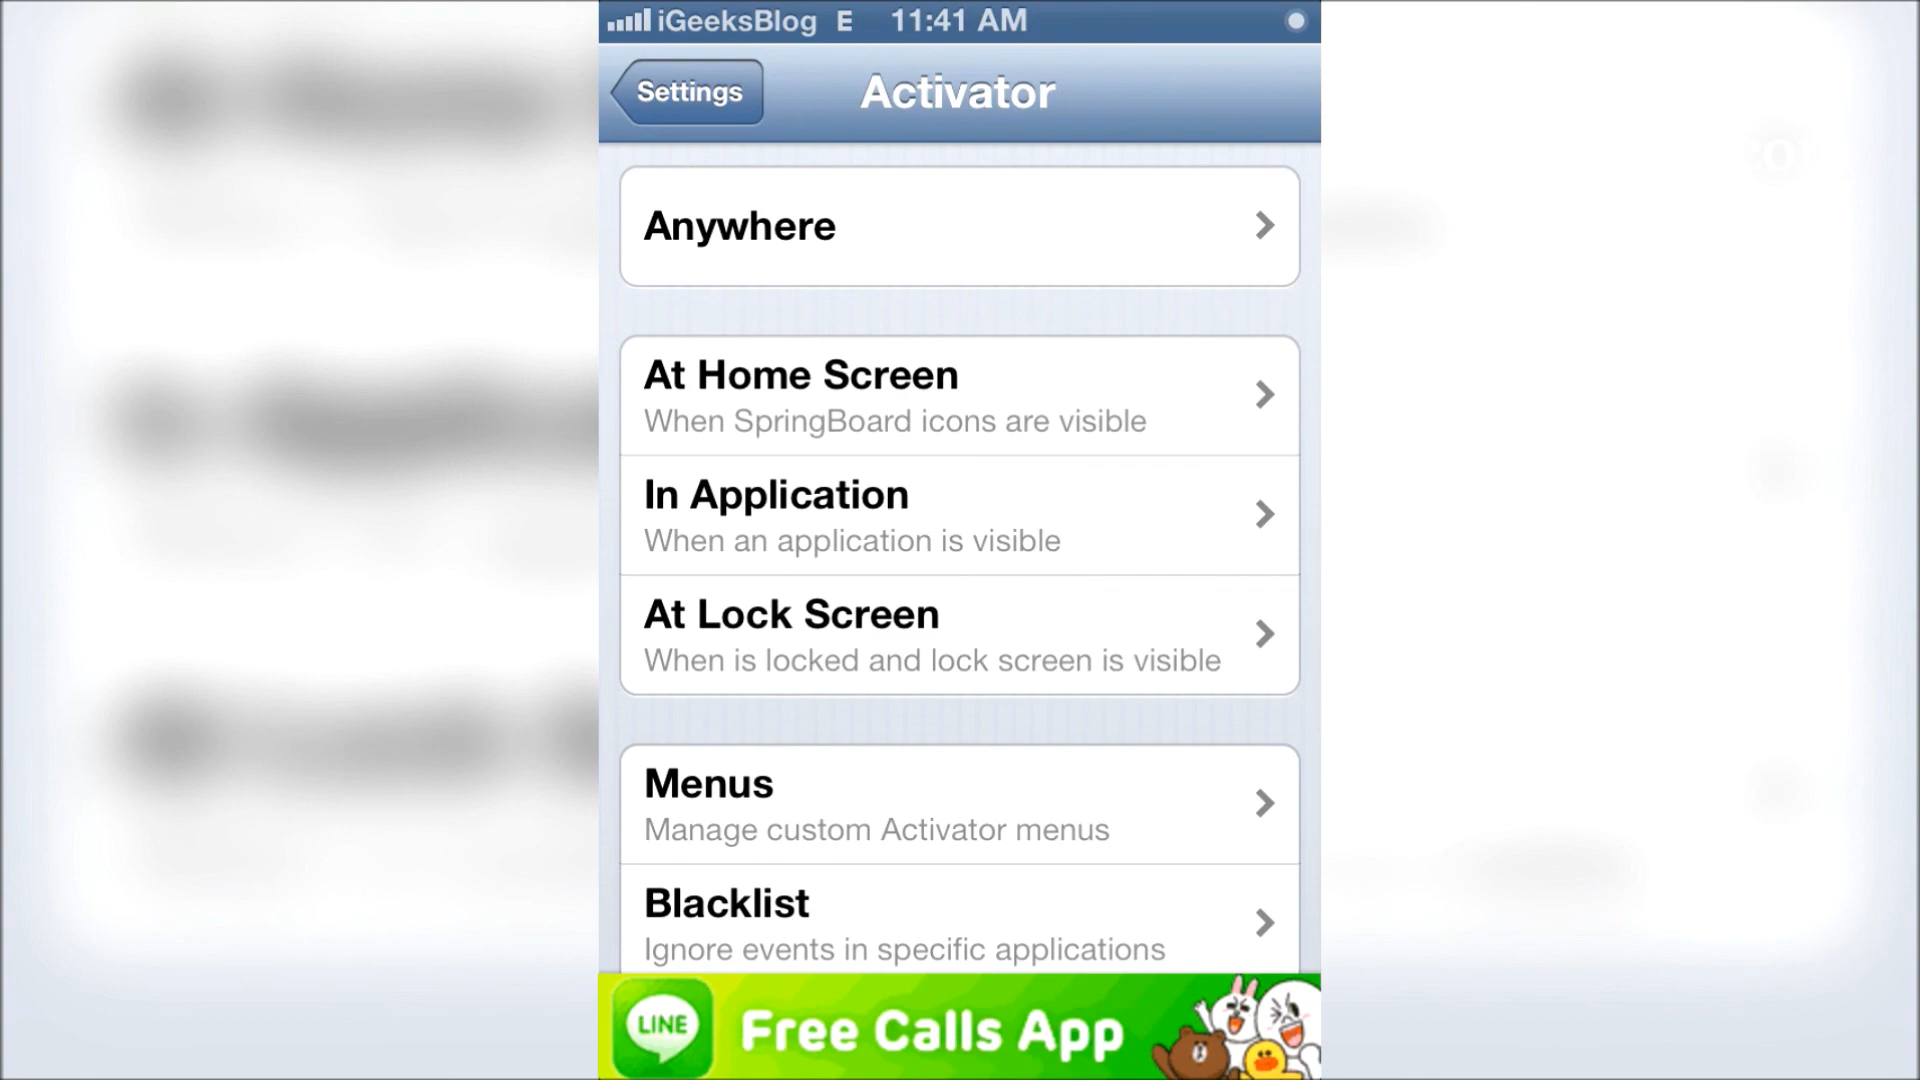 iGeeksBlog E 11:41 AM
Settings
Activator
Anywhere
At Home Screen
When SpringBoard icons are visible
In Application
When an application is visible
At Lock Screen
When is locked and lock screen is visible
Menus
Manage custom Activator menus
Blacklist
Ignore events in specific applications
LINE
Free Calls App